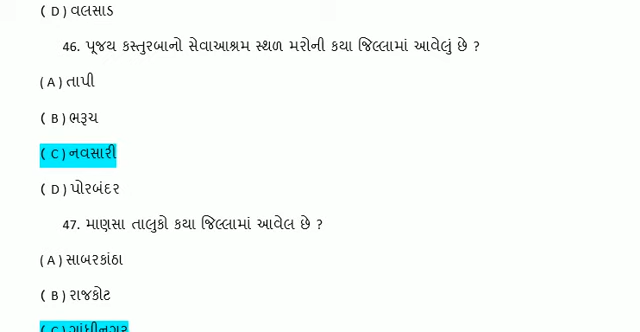 ( D ) વલસાડ
46. પૂજ્ય કસ્તુરબાનો સેવાઆશ્રમ સ્થળ મરોની કયા જિલ્લામાં આવેલું છે ?
( A ) તાપી
( B ) ભરૂચ
( C ) નવસારી
( D ) પોરબંદર
47. માણસા તાલુકો કયા જિલ્લામાં આવેલ છે ?
( A ) સાબરકાંઠા
( B ) રાજકોટ
( C ) ગાંધીનગર